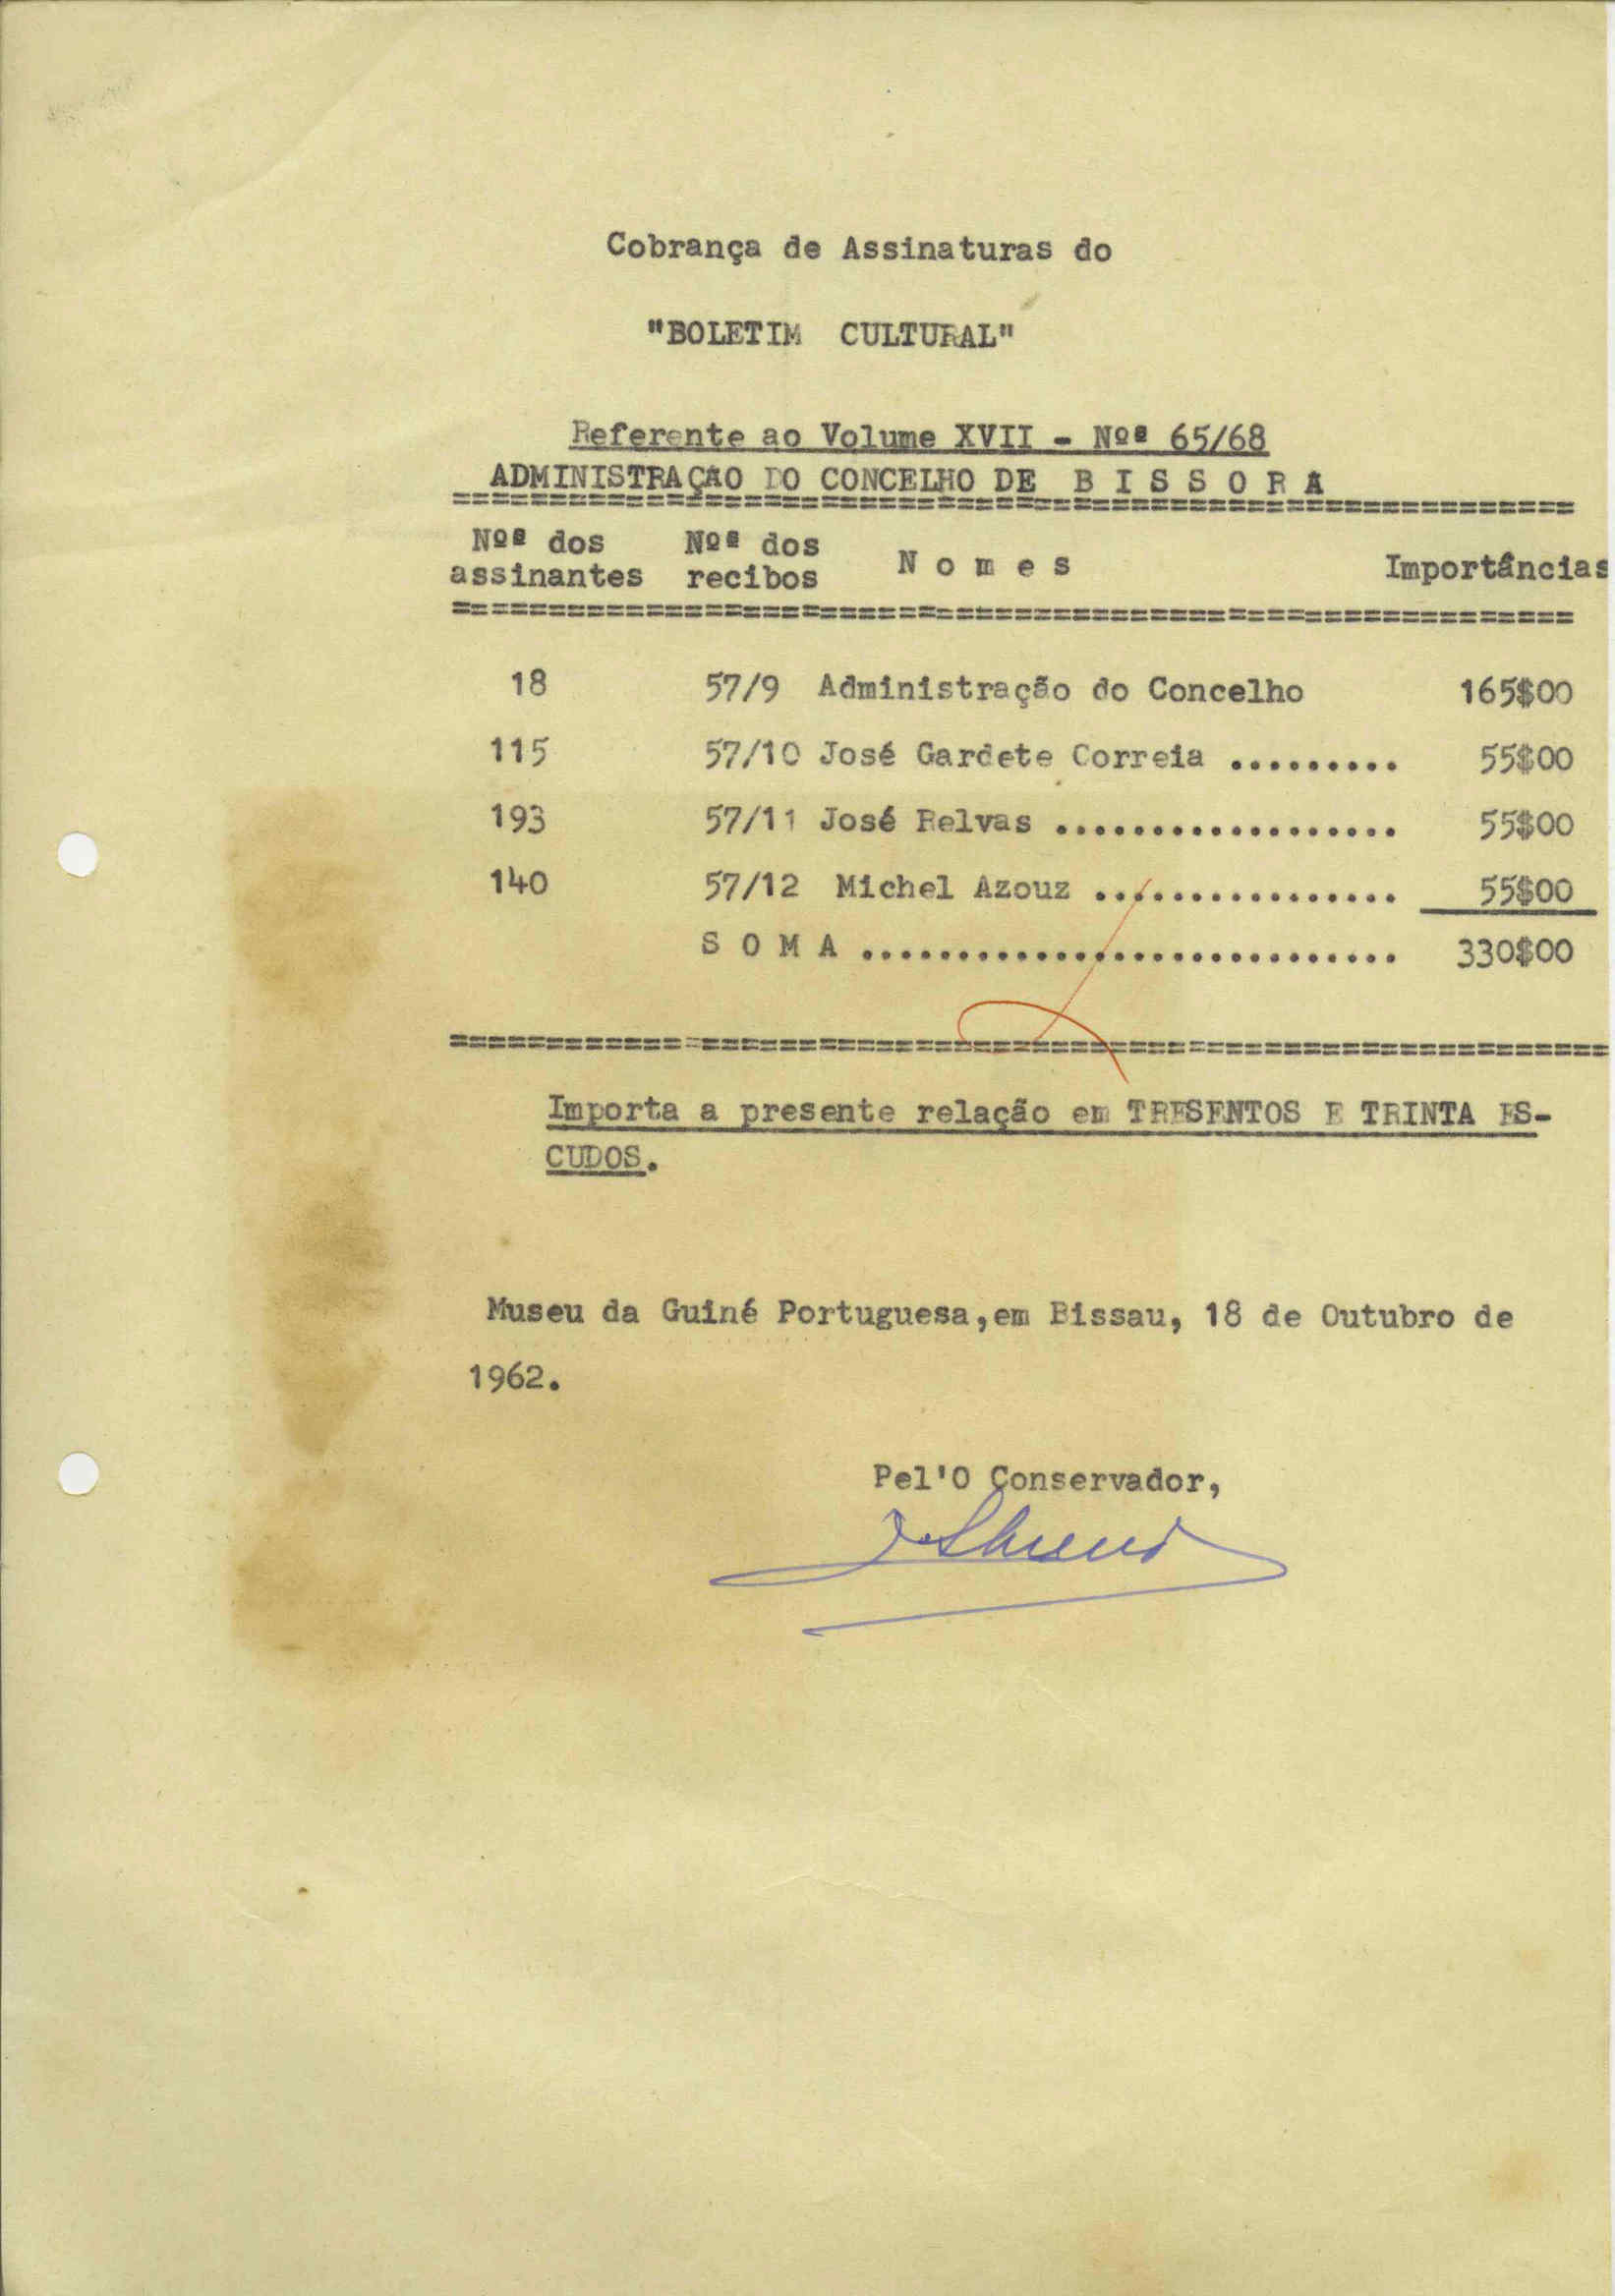 Cobrança de Assinaturas do
"BOLETIM CULTURAL"
Referente ao Volume XVII - Nºs 65/68
ADMINISTRAÇÃO DO CONCELHO DE B I S S O R A
Nºs dos assinantes Nºs dos recibos N o m e s Importâncias
18 57/9 Administração do Concelho 165$00
115 57/10 José Gardete Correia ......... 55$00
193 57/11 José Relvas .................. 55$00
140 57/12 Michel Azouz ................ 55$00
S O M A ............................ 330$00
Importa a presente relação em TRESENTOS E TRINTA ES-
CUDOS.
Museu da Guiné Portuguesa,em Bissau, 18 de Outubro de
1962.
Pel'O Conservador,